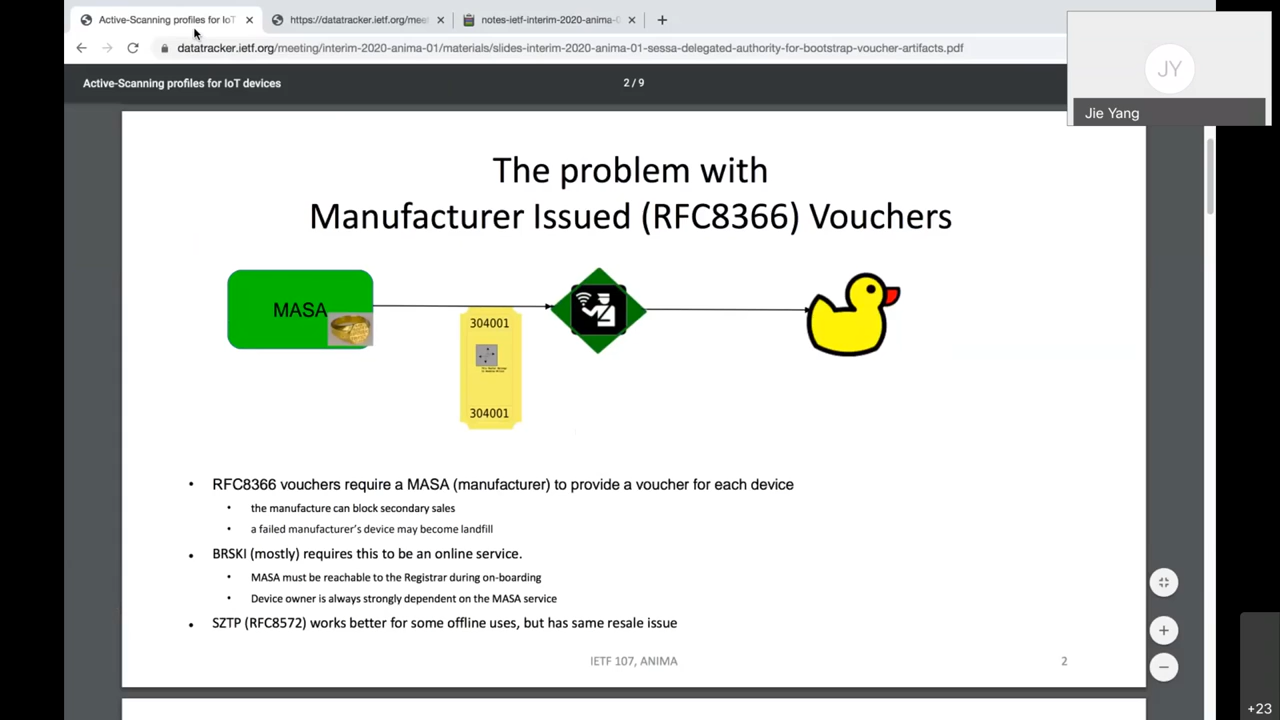 Active-Scanning profiles for IoT
https://datatracker.ietf.org/mee
notes-ietf-interim-2020-anima-0
datatracker.ietf.org/meeting/interim-2020-anima-01/materials/slides-interim-2020-anima-01-sessa-delegated-authority-for-bootstrap-voucher-artifacts.pdf
JY
Jie Yang
Active-Scanning profiles for IoT devices
2 / 9
The problem with
Manufacturer Issued (RFC8366) Vouchers
MASA
304001
304001
• RFC8366 vouchers require a MASA (manufacturer) to provide a voucher for each device
• the manufacture can block secondary sales
• a failed manufacturer's device may become landfill
• BRSKI (mostly) requires this to be an online service.
• MASA must be reachable to the Registrar during on-boarding
• Device owner is always strongly dependent on the MASA service
• SZTP (RFC8572) works better for some offline uses, but has same resale issue
IETF 107, ANIMA
2
+23